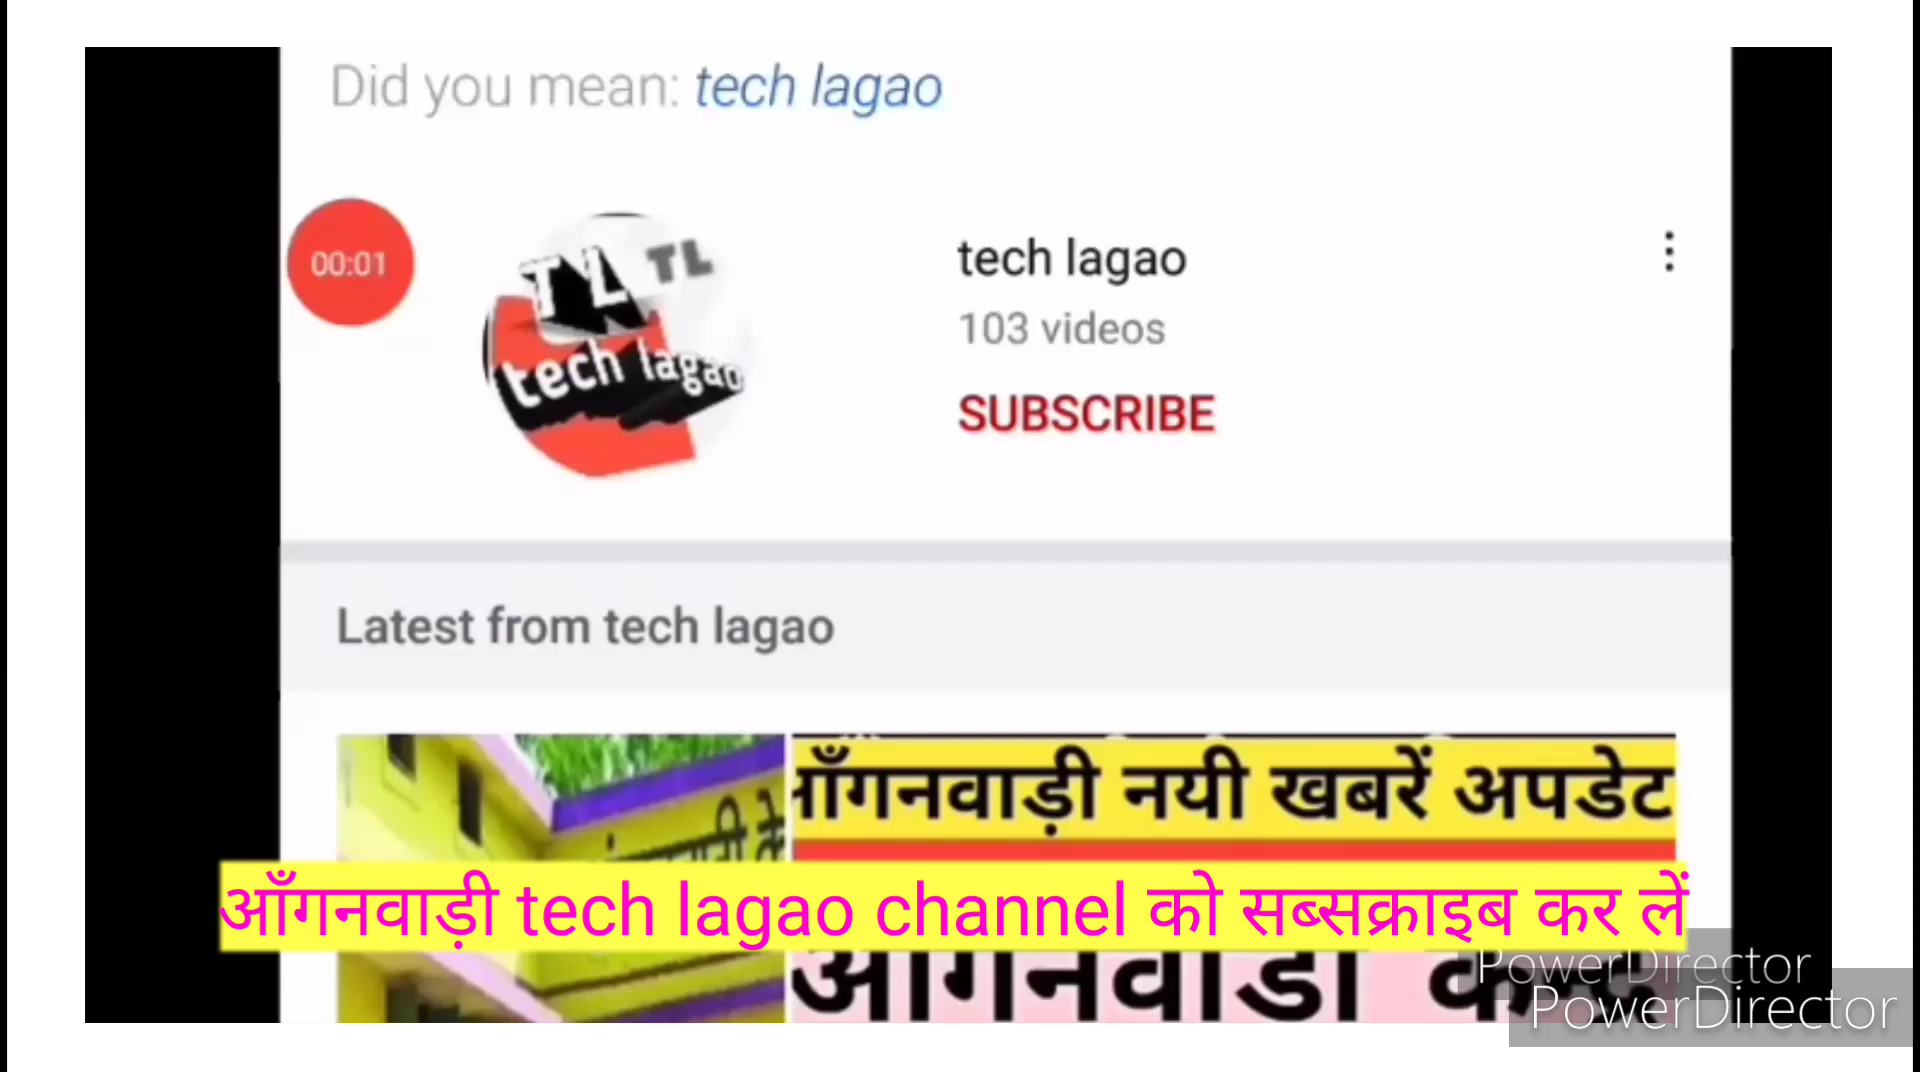 Did you mean: tech lagao
00:01
TL TL
tech lagao
tech lagao
103 videos
SUBSCRIBE
Latest from tech lagao
नयी खबरें अपडेट
आँगनवाड़ी tech lagao channel को सब्सक्राइब कर लें
PowerDirector
PowerDirector